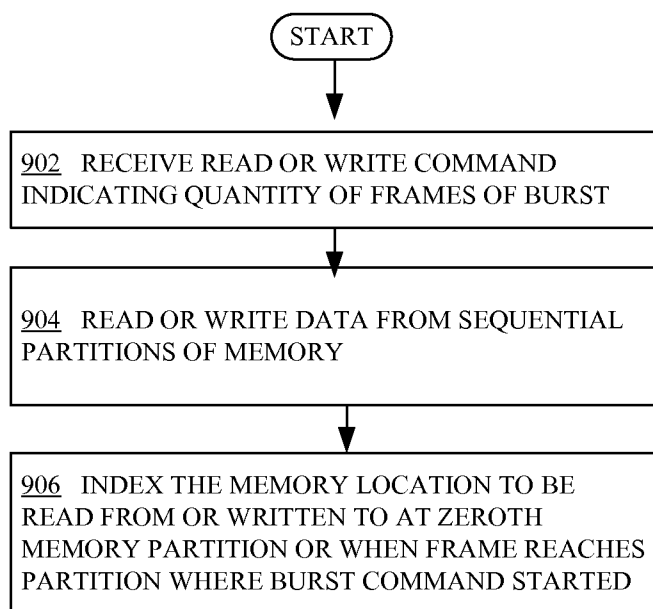 START
902 RECEIVE READ OR WRITE COMMAND
INDICATING QUANTITY OF FRAMES OF BURST
904 READ OR WRITE DATA FROM SEQUENTIAL
PARTITIONS OF MEMORY
906 INDEX THE MEMORY LOCATION TO BE
READ FROM OR WRITTEN TO AT ZEROTH
MEMORY PARTITION OR WHEN FRAME REACHES
PARTITION WHERE BURST COMMAND STARTED